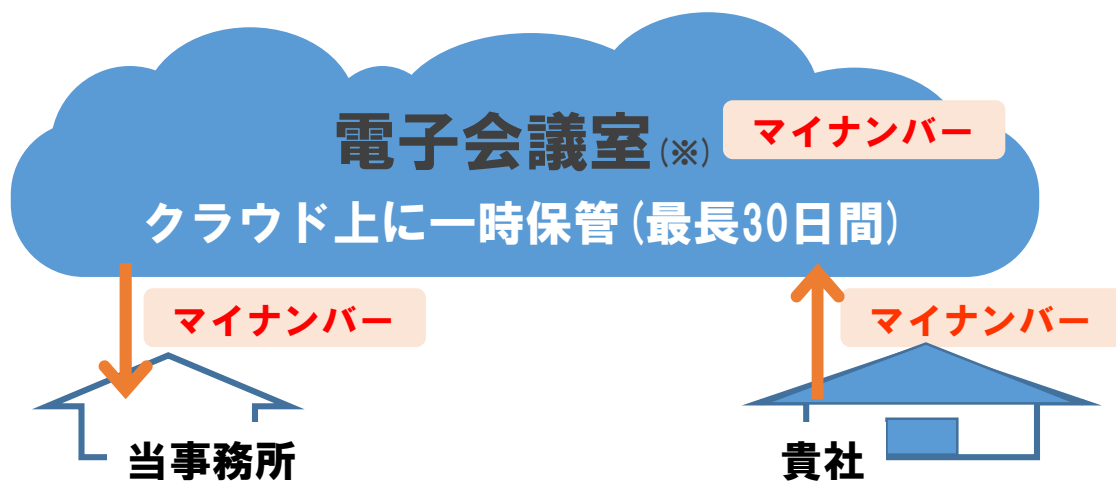 電子会議室(※)
マイナンバー
クラウド上に一時保管(最長30日間)
マイナンバー
マイナンバー
当事務所
貴社